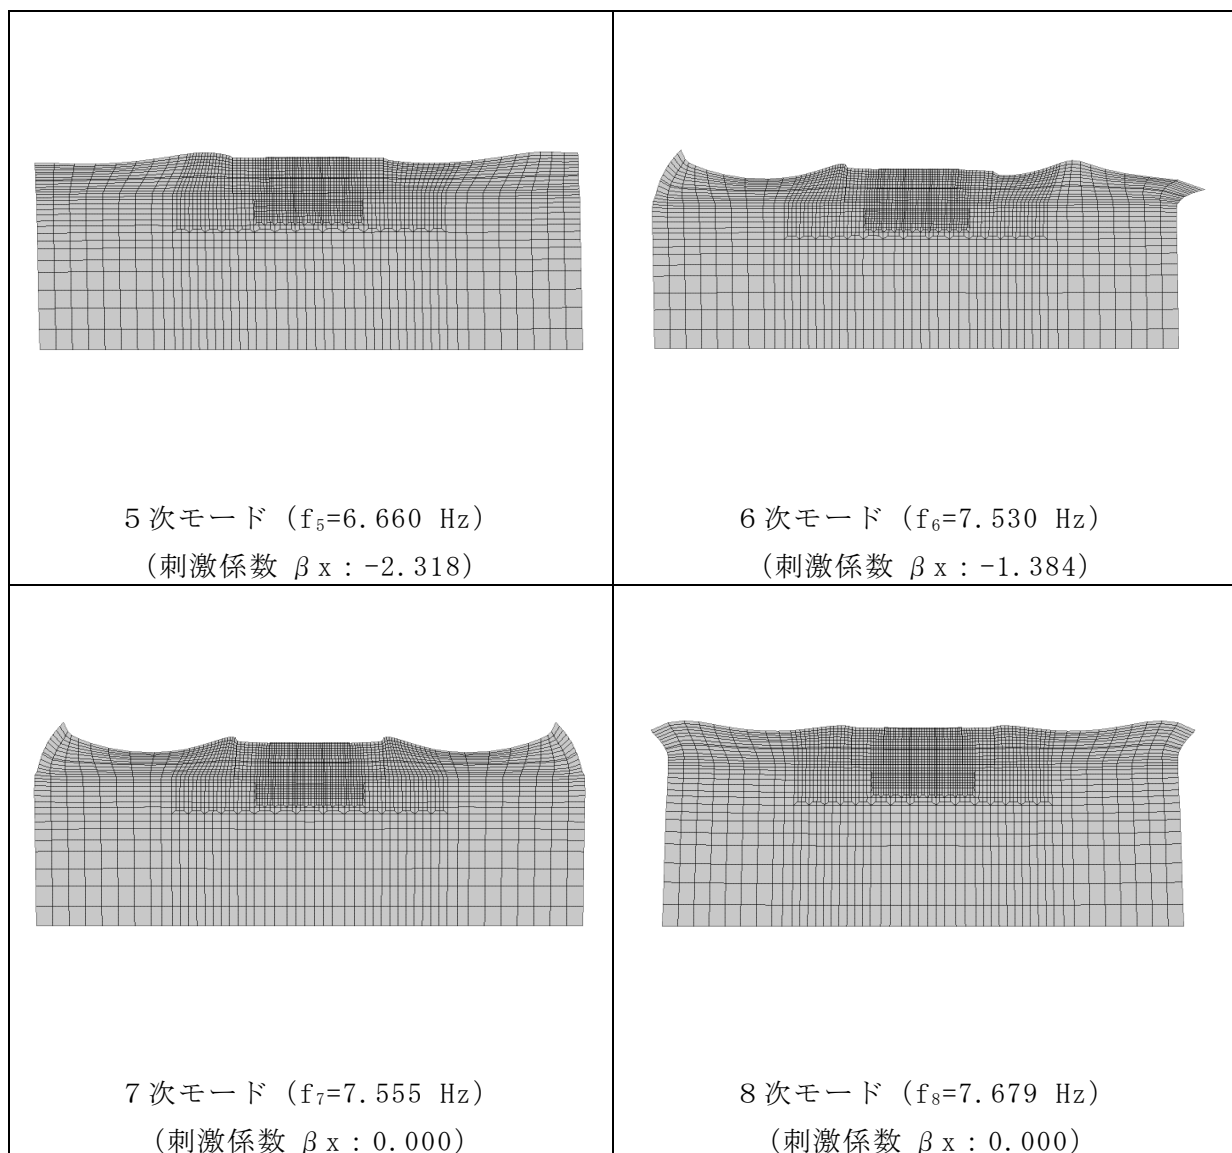 5次モード (f₅=6.660 Hz)
(刺激係数 βx:-2.318)
6次モード (f₆=7.530 Hz)
(刺激係数 βx:-1.384)
7次モード (f₇=7.555 Hz)
(刺激係数 βx:0.000)
8次モード (f₈=7.679 Hz)
(刺激係数 βx:0.000)